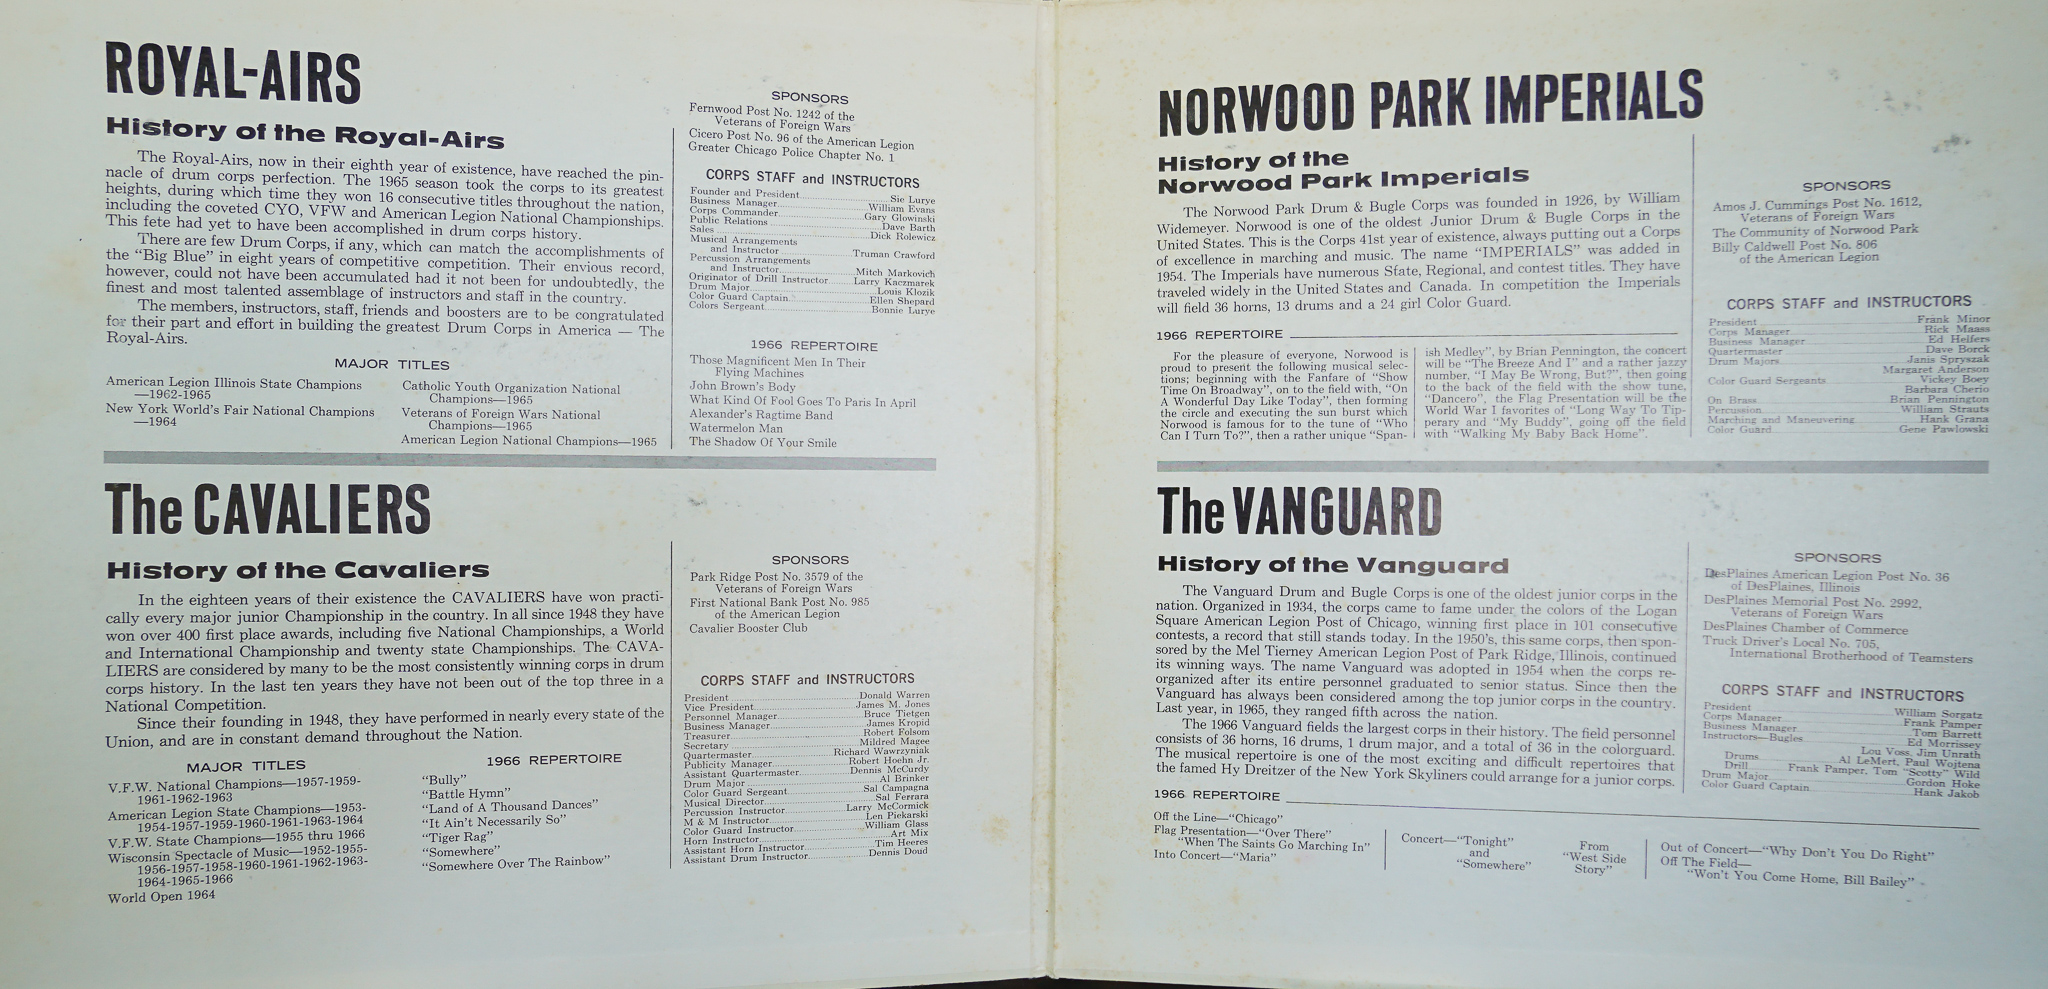 ROYAL-AIRS
History of the Royal-Airs
The Royal-Airs, now in their eighth year of existence, have reached the pin-
nacle of drum corps perfection. The 1965 season took the corps to its greatest
heights, during which time they won 16 consecutive titles throughout the nation,
including the coveted CYO, VFW and American Legion National Championships.
This fete had yet to have been accomplished in drum corps history.
There are few Drum Corps, if any, which can match the accomplishments of
the "Big Blue" in eight years of competitive competition. Their envious record,
however, could not have been accumulated had it not been for undoubtedly, the
finest and most talented assemblage of instructors and staff in the country.
The members, instructors, staff, friends and boosters are to be congratulated
for their part and effort in building the greatest Drum Corps in America — The
Royal-Airs.
MAJOR TITLES
American Legion Illinois State Champions
—1962-1965
New York World's Fair National Champions
—1964
Catholic Youth Organization National
Champions—1965
Veterans of Foreign Wars National
Champions—1965
American Legion National Champions—1965
SPONSORS
Fernwood Post No. 1242 of the
Veterans of Foreign Wars
Cicero Post No. 96 of the American Legion
Greater Chicago Police Chapter No. 1
CORPS STAFF and INSTRUCTORS
Founder and President Sie Lurye
Business Manager William Evans
Corps Commander Gary Glowinski
Public Relations Dave Barth
Sales Dick Rolewicz
Musical Arrangements
and Instructor Truman Crawford
Percussion Arrangements
and Instructor Mitch Markovich
Originator of Drill Instructor Larry Kaczmarek
Drum Major Louis Klozik
Color Guard Captain Ellen Shepard
Colors Sergeant Bonnie Lurye
1966 REPERTOIRE
Those Magnificent Men In Their
Flying Machines
John Brown's Body
What Kind Of Fool Goes To Paris In April
Alexander's Ragtime Band
Watermelon Man
The Shadow Of Your Smile
The CAVALIERS
History of the Cavaliers
In the eighteen years of their existence the CAVALIERS have won practi-
cally every major junior Championship in the country. In all since 1948 they have
won over 400 first place awards, including five National Championships, a World
and International Championship and twenty state Championships. The CAVA-
LIERS are considered by many to be the most consistently winning corps in drum
corps history. In the last ten years they have not been out of the top three in a
National Competition.
Since their founding in 1948, they have performed in nearly every state of the
Union, and are in constant demand throughout the Nation.
MAJOR TITLES
V.F.W. National Champions—1957-1959-
1961-1962-1963
American Legion State Champions—1953-
1954-1957-1959-1960-1961-1963-1964
V.F.W. State Champions—1955 thru 1966
Wisconsin Spectacle of Music—1952-1955-
1956-1957-1958-1960-1961-1962-1963-
1964-1965-1966
World Open 1964
1966 REPERTOIRE
"Bully"
"Battle Hymn"
"Land of A Thousand Dances"
"It Ain't Necessarily So"
"Tiger Rag"
"Somewhere"
"Somewhere Over The Rainbow"
SPONSORS
Park Ridge Post No. 3579 of the
Veterans of Foreign Wars
First National Bank Post No. 985
of the American Legion
Cavalier Booster Club
CORPS STAFF and INSTRUCTORS
President Donald Warren
Vice President James M. Jones
Personnel Manager Bruce Tietgen
Business Manager James Kropid
Treasurer Robert Folsom
Secretary Mildred Magee
Quartermaster Richard Wawrzyniak
Publicity Manager Robert Hoehn Jr.
Assistant Quartermaster Dennis McCurdy
Drum Major Al Brinker
Color Guard Sergeant Sal Campagna
Musical Director Sal Ferrara
Percussion Instructor Larry McCormick
M & M Instructor Len Piekarski
Color Guard Instructor William Glass
Horn Instructor Art Mix
Assistant Horn Instructor Tim Heeres
Assistant Drum Instructor Dennis Doud
NORWOOD PARK IMPERIALS
History of the
Norwood Park Imperials
The Norwood Park Drum & Bugle Corps was founded in 1926, by William
Widemeyer. Norwood is one of the oldest Junior Drum & Bugle Corps in the
United States. This is the Corps 41st year of existence, always putting out a Corps
of excellence in marching and music. The name "IMPERIALS" was added in
1954. The Imperials have numerous State, Regional, and contest titles. They have
traveled widely in the United States and Canada. In competition the Imperials
will field 36 horns, 13 drums and a 24 girl Color Guard.
1966 REPERTOIRE
For the pleasure of everyone, Norwood is
proud to present the following musical selec-
tions; beginning with the Fanfare of "Show
Time On Broadway", on to the field with, "On
A Wonderful Day Like Today", then forming
the circle and executing the sun burst which
Norwood is famous for to the tune of "Who
Can I Turn To?", then a rather unique "Span-
ish Medley", by Brian Pennington, the concert
will be "The Breeze And I" and a rather jazzy
number, "I May Be Wrong, But?", then going
to the back of the field with the show tune,
"Dancero", the Flag Presentation will be the
World War I favorites of "Long Way To Tip-
perary and "My Buddy", going off the field
with "Walking My Baby Back Home".
SPONSORS
Amos J. Cummings Post No. 1612,
Veterans of Foreign Wars
The Community of Norwood Park
Billy Caldwell Post No. 806
of the American Legion
CORPS STAFF and INSTRUCTORS
President Frank Minor
Corps Manager Rick Maass
Business Manager Ed Helfers
Quartermaster Dave Borck
Drum Majors Janis Spryszak
Margaret Anderson
Color Guard Sergeants Vickey Boey
Barbara Cherio
On Brass Brian Pennington
Percussion William Strauts
Marching and Maneuvering Hank Grana
Color Guard Gene Pawlowski
The VANGUARD
History of the Vanguard
The Vanguard Drum and Bugle Corps is one of the oldest junior corps in the
nation. Organized in 1934, the corps came to fame under the colors of the Logan
Square American Legion Post of Chicago, winning first place in 101 consecutive
contests, a record that still stands today. In the 1950's, this same corps, then spon-
sored by the Mel Tierney American Legion Post of Park Ridge, Illinois, continued
its winning ways. The name Vanguard was adopted in 1954 when the corps re-
organized after its entire personnel graduated to senior status. Since then the
Vanguard has always been considered among the top junior corps in the country.
Last year, in 1965, they ranged fifth across the nation.
The 1966 Vanguard fields the largest corps in their history. The field personnel
consists of 36 horns, 16 drums, 1 drum major, and a total of 36 in the colorguard.
The musical repertoire is one of the most exciting and difficult repertoires that
the famed Hy Dreitzer of the New York Skyliners could arrange for a junior corps.
1966 REPERTOIRE
Off the Line—"Chicago"
Flag Presentation—"Over There"
"When The Saints Go Marching In"
Into Concert—"Maria"
Concert—"Tonight"
and
"Somewhere"
From
"West Side
Story"
Out of Concert—"Why Don't You Do Right"
Off The Field—
"Won't You Come Home, Bill Bailey"
SPONSORS
DesPlaines American Legion Post No. 36
of DesPlaines, Illinois
DesPlaines Memorial Post No. 2992,
Veterans of Foreign Wars
DesPlaines Chamber of Commerce
Truck Driver's Local No. 705,
International Brotherhood of Teamsters
CORPS STAFF and INSTRUCTORS
President William Sorgatz
Corps Manager Frank Pamper
Business Manager Tom Barrett
Instructors—Bugles Ed Morrissey
Lou Voss, Jim Unrath
Drums Al LeMert, Paul Wojtena
Drill Frank Pamper, Tom "Scotty" Wild
Drum Major Gordon Hoke
Color Guard Captain Hank Jakob